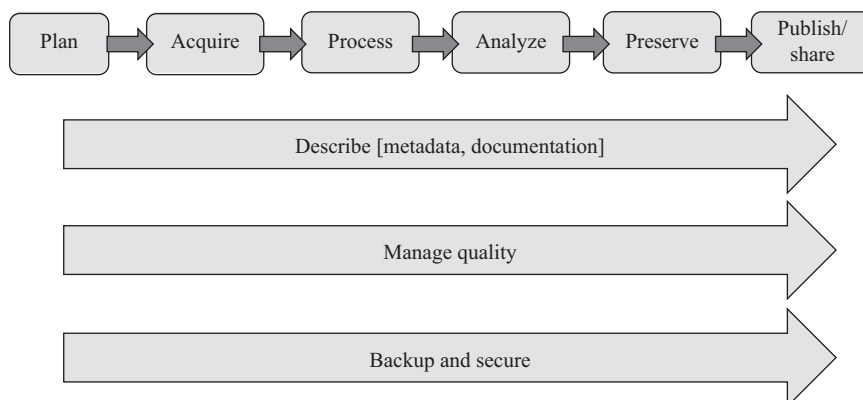 Plan
Acquire
Process
Analyze
Preserve
Publish/
share
Describe [metadata, documentation]
Manage quality
Backup and secure